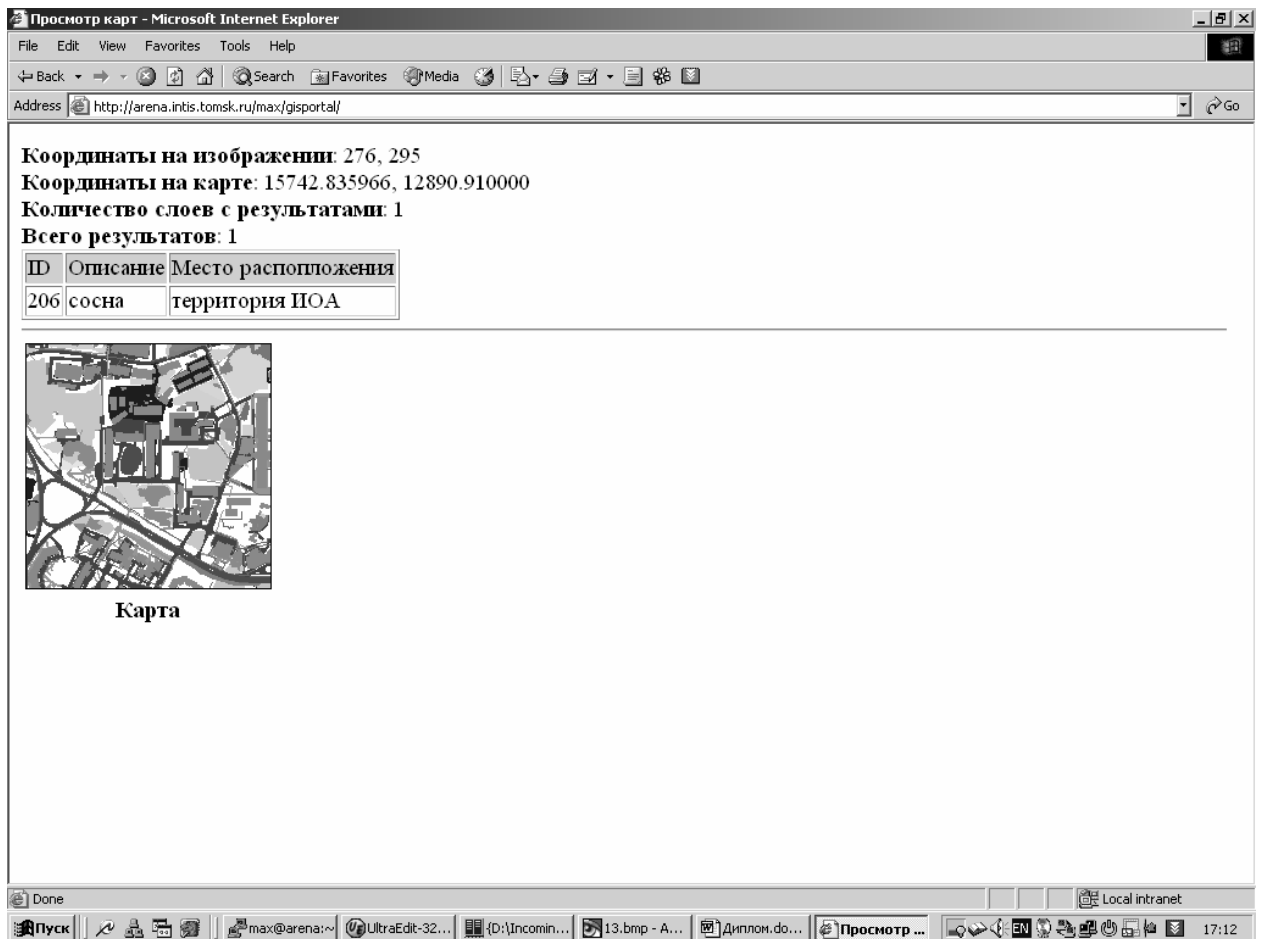 Просмотр карт - Microsoft Internet Explorer
File Edit View Favorites Tools Help
Back Search Favorites Media
Address http://arena.intis.tomsk.ru/max/gisportal/ Go
Координаты на изображении: 276, 295
Координаты на карте: 15742.835966, 12890.910000
Количество слоев с результатами: 1
Всего результатов: 1
ID Описание Место распопложения
206 сосна территория ИОА
Карта
Done Local intranet
Пуск max@arena:~ UltraEdit-32... {D:\Incomin... 13.bmp - A... Диплом.do... Просмотр ... EN 17:12